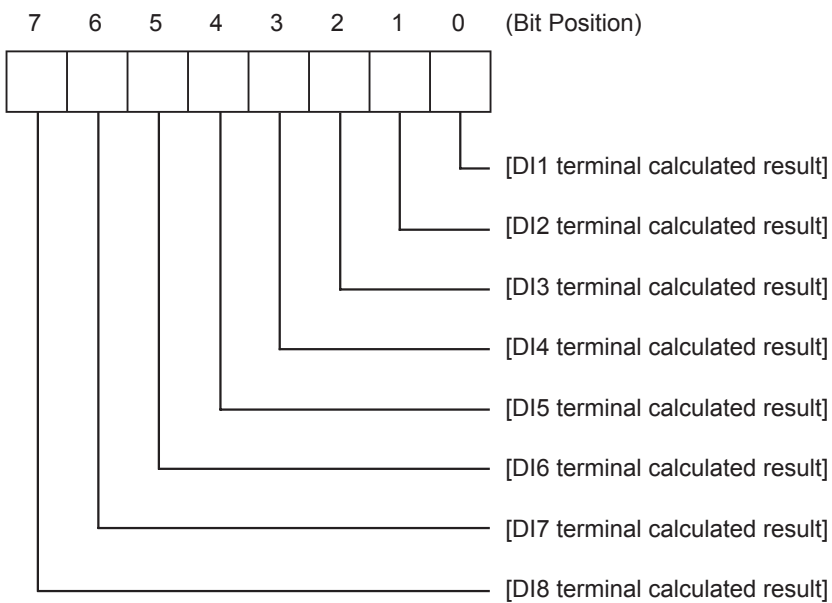 7 6 5 4 3 2 1 0 (Bit Position)
[DI1 terminal calculated result]
[DI2 terminal calculated result]
[DI3 terminal calculated result]
[DI4 terminal calculated result]
[DI5 terminal calculated result]
[DI6 terminal calculated result]
[DI7 terminal calculated result]
[DI8 terminal calculated result]